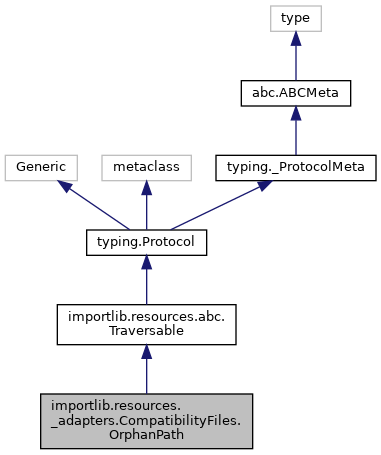 type
abc.ABCMeta
Generic
metaclass
typing._ProtocolMeta
typing.Protocol
importlib.resources.abc.
Traversable
importlib.resources.
_adapters.CompatibilityFiles.
OrphanPath